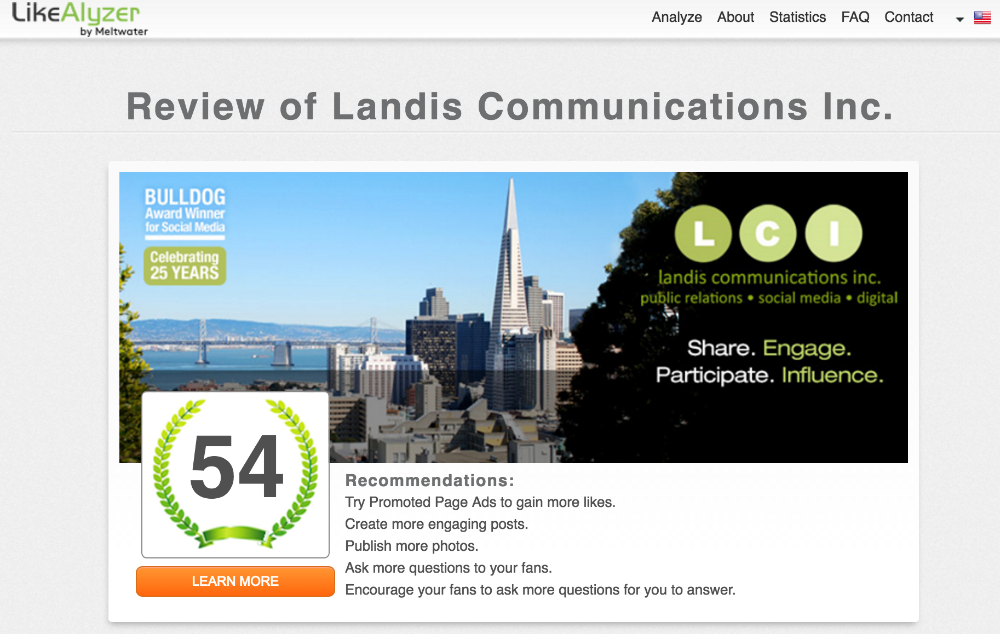 LikeAlyzer
by Meltwater
Analyze About Statistics FAQ Contact
Review of Landis Communications Inc.
BULLDOG
Award Winner
for Social Media
Celebrating
25 YEARS
L C I
landis communications inc.
public relations • social media • digital
Share. Engage.
Participate. Influence.
54
LEARN MORE
Recommendations:
Try Promoted Page Ads to gain more likes.
Create more engaging posts.
Publish more photos.
Ask more questions to your fans.
Encourage your fans to ask more questions for you to answer.